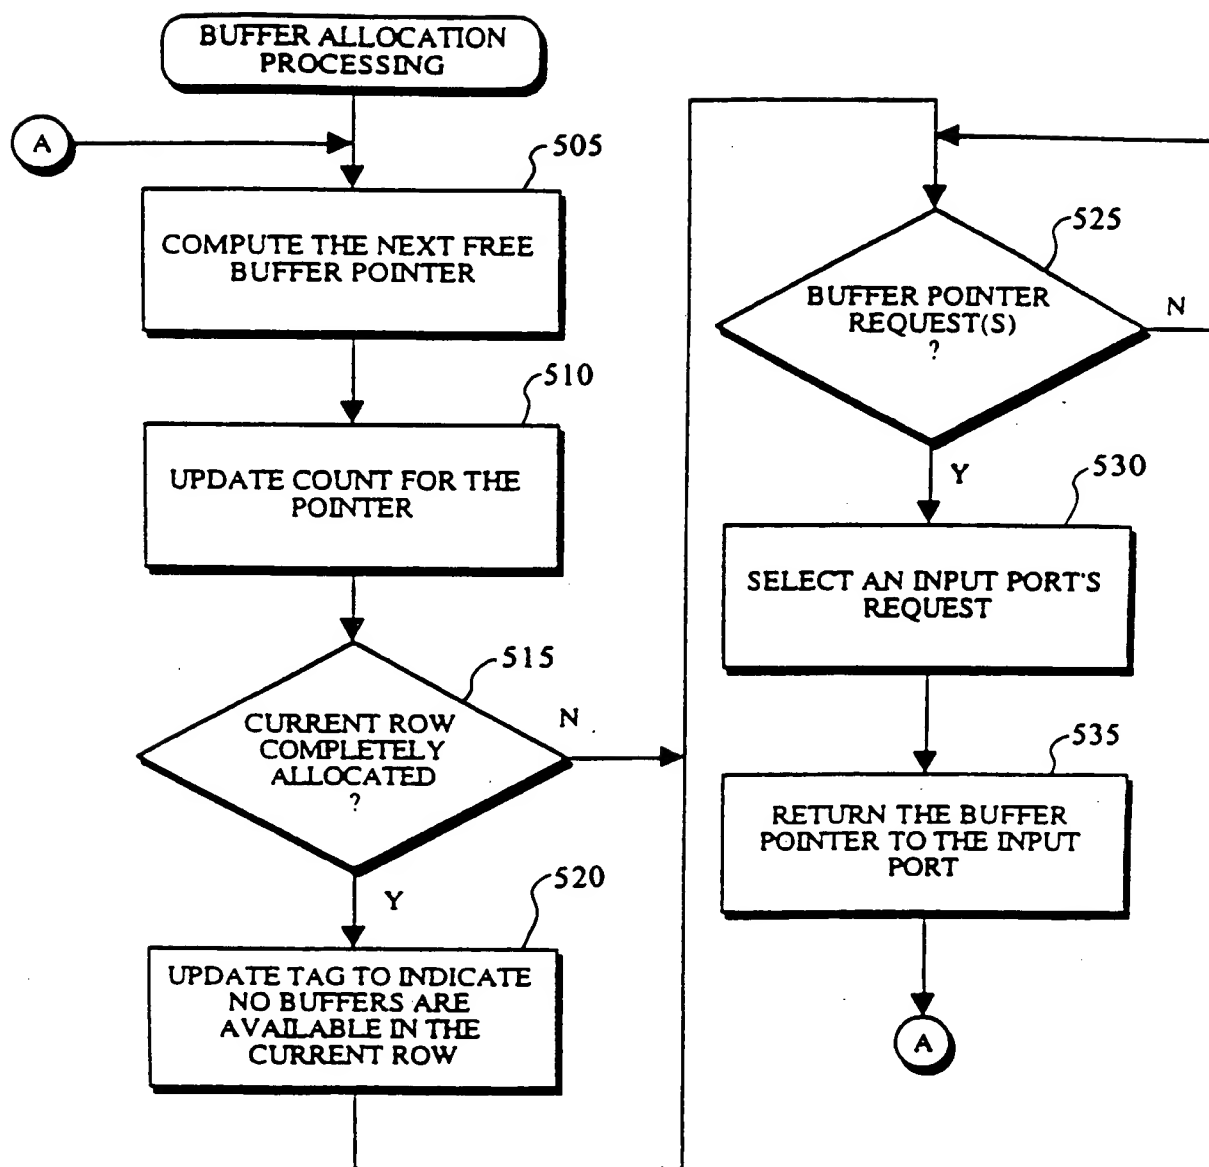 BUFFER ALLOCATION
PROCESSING
A
505
COMPUTE THE NEXT FREE
BUFFER POINTER
510
UPDATE COUNT FOR THE
POINTER
515
CURRENT ROW
COMPLETELY
ALLOCATED
?
N
Y
520
UPDATE TAG TO INDICATE
NO BUFFERS ARE
AVAILABLE IN THE
CURRENT ROW
525
BUFFER POINTER
REQUEST(S)
?
N
Y
530
SELECT AN INPUT PORT'S
REQUEST
535
RETURN THE BUFFER
POINTER TO THE INPUT
PORT
A